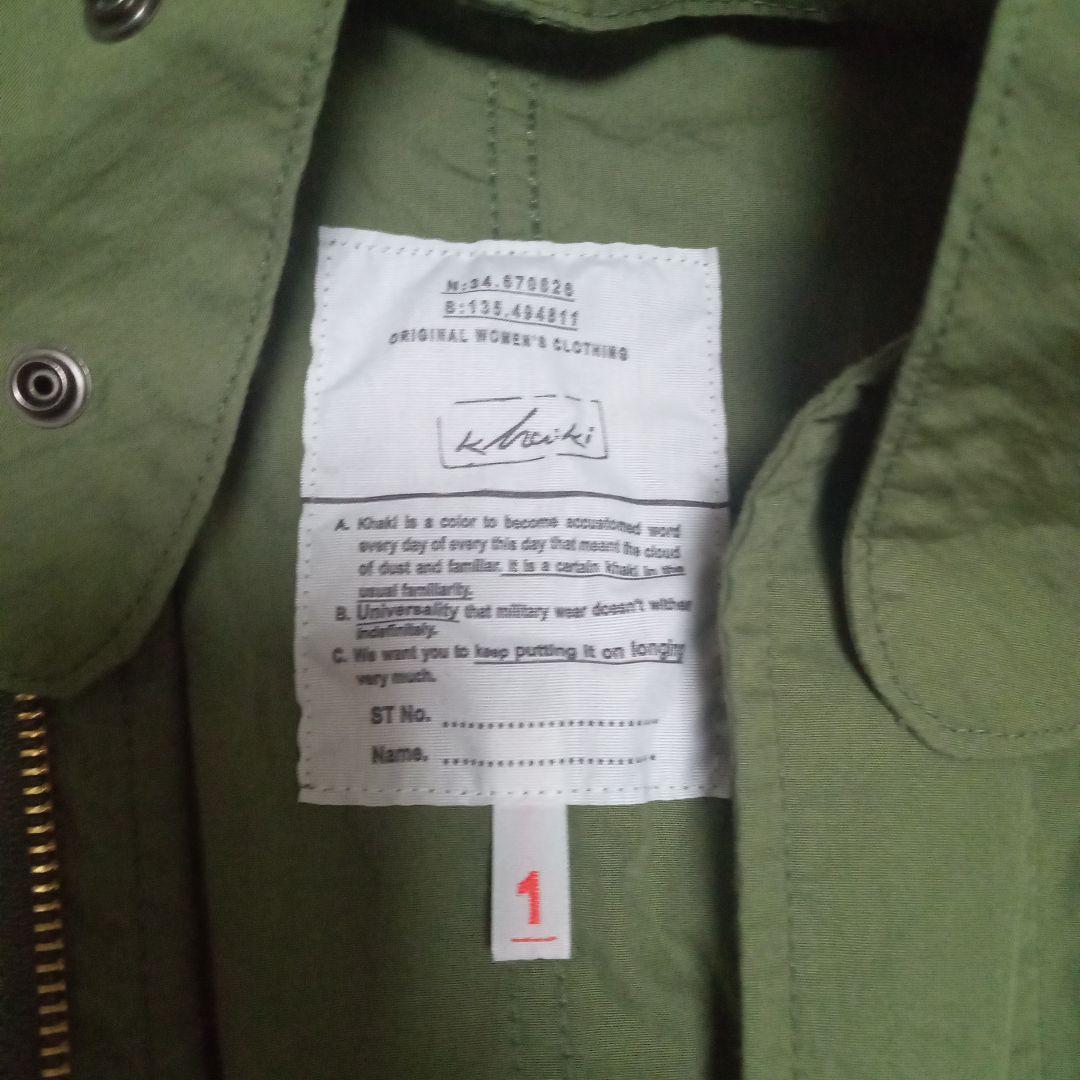 N:34.670626
B:135.494811
ORIGINAL WOMEN'S CLOTHING
khaiki
A. Khaki is a color to become accustomed word
every day of every this day that meant the cloud
of dust and familiar. It is a certain khaki in the
usual familiarity.
B. Universality that military wear doesn't wither
indefinitely.
C. We want you to keep putting it on longiry
very much.
ST No.
Name.
1